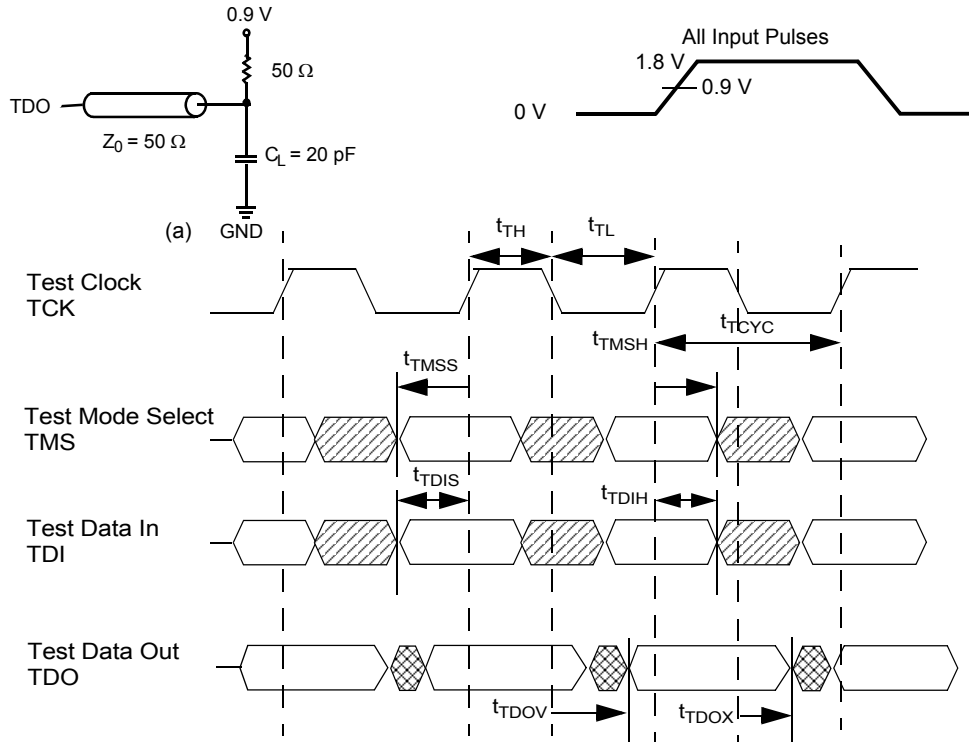 0.9 V
50 Ω
TDO
Z0 = 50 Ω
CL = 20 pF
(a)
GND
All Input Pulses
1.8 V
0.9 V
0 V
tTH
tTL
Test Clock
TCK
tTCYC
tTMSH
tTMSS
Test Mode Select
TMS
tTDIS
tTDIH
Test Data In
TDI
Test Data Out
TDO
tTDOV
tTDOX